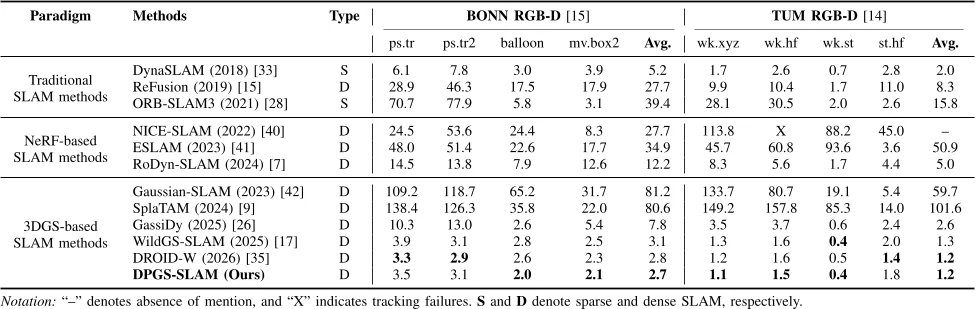 Paradigm Methods Type BONN RGB-D [15] TUM RGB-D [14]
ps.tr ps.tr2 balloon mv.box2 Avg. wk.xyz wk.hf wk.st st.hf Avg.
Traditional SLAM methods
DynaSLAM (2018) [33] S 6.1 7.8 3.0 3.9 5.2 1.7 2.6 0.7 2.8 2.0
ReFusion (2019) [15] D 28.9 46.3 17.5 17.9 27.7 9.9 10.4 1.7 11.0 8.3
ORB-SLAM3 (2021) [28] S 70.7 77.9 5.8 3.1 39.4 28.1 30.5 2.0 2.6 15.8
NeRF-based SLAM methods
NICE-SLAM (2022) [40] D 24.5 53.6 24.4 8.3 27.7 113.8 X 88.2 45.0 –
ESLAM (2023) [41] D 48.0 51.4 22.6 17.7 34.9 45.7 60.8 93.6 3.6 50.9
RoDyn-SLAM (2024) [7] D 14.5 13.8 7.9 12.6 12.2 8.3 5.6 1.7 4.4 5.0
3DGS-based SLAM methods
Gaussian-SLAM (2023) [42] D 109.2 118.7 65.2 31.7 81.2 133.7 80.7 19.1 5.4 59.7
SplaTAM (2024) [9] D 138.4 126.3 35.8 22.0 80.6 149.2 157.8 85.3 14.0 101.6
GassiDy (2025) [26] D 10.3 13.0 2.6 5.4 7.8 3.5 3.7 0.6 2.4 2.6
WildGS-SLAM (2025) [17] D 3.9 3.1 2.8 2.5 3.1 1.3 1.6 0.4 2.0 1.3
DROID-W (2026) [35] D 3.3 2.9 2.6 2.3 2.8 1.2 1.6 0.5 1.4 1.2
DPGS-SLAM (Ours) D 3.5 3.1 2.0 2.1 2.7 1.1 1.5 0.4 1.8 1.2
Notation: “–” denotes absence of mention, and “X” indicates tracking failures. S and D denote sparse and dense SLAM, respectively.